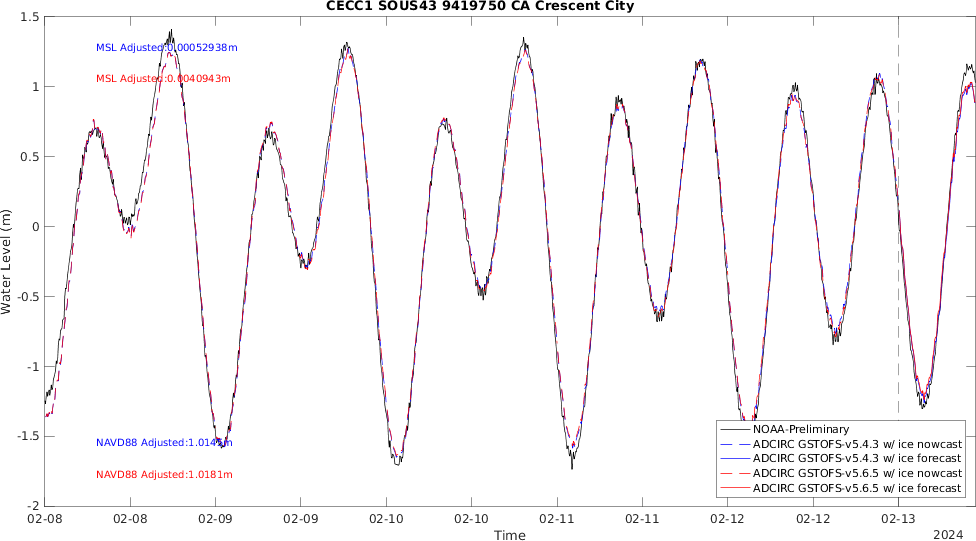 CECC1 SOUS43 9419750 CA Crescent City
MSL Adjusted:0.00052938m
MSL Adjusted:0.0040943m
NAVD88 Adjusted:1.0181m
Water Level (m)
1.5
1
0.5
0
-0.5
-1
-1.5
-2
NOAA-Preliminary
ADCIRC GSTOFS-v5.4.3 w/ ice nowcast
ADCIRC GSTOFS-v5.4.3 w/ ice forecast
ADCIRC GSTOFS-v5.6.5 w/ ice nowcast
ADCIRC GSTOFS-v5.6.5 w/ ice forecast
02-08 02-08 02-09 02-09 02-10 02-10 02-11 02-11 02-12 02-12 02-13
Time
2024